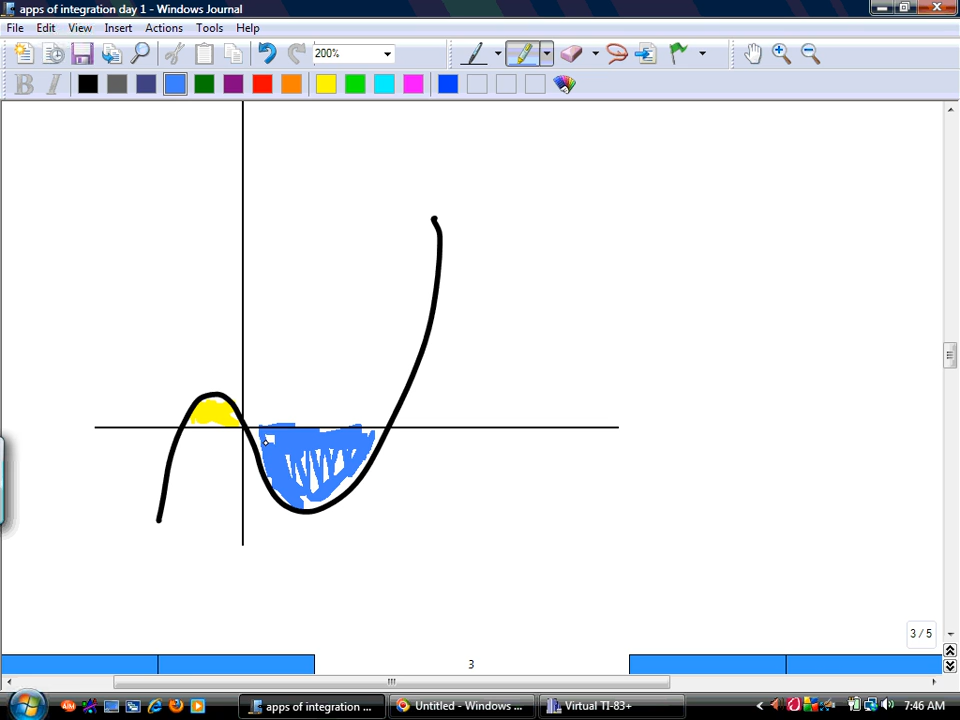 apps of integration day 1 - Windows Journal
File Edit View Insert Actions Tools Help
200%
B I
3 / 5
3
AIM apps of integration ... Untitled - Windows ... Virtual TI-83+ 7:46 AM